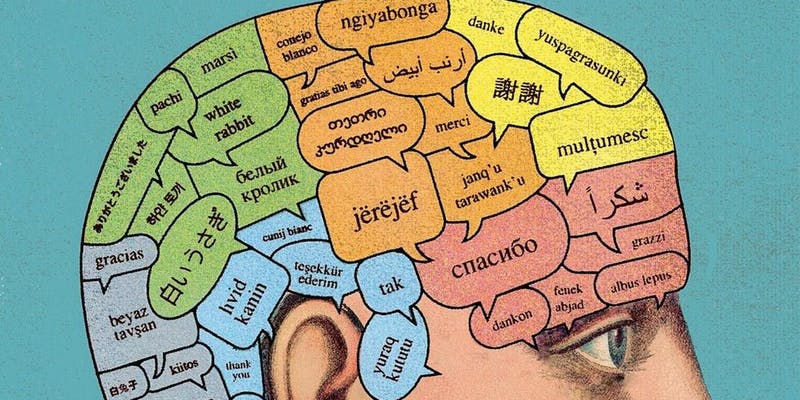 ngiyabonga
danke
yuspagrasunki
conejo
blanco
marsi
أرنب أبيض
pachi
white
rabbit
gratias tibi ago
謝謝
თეთრი
კურდღელი
merci
mulțumesc
ありがとうございました
하얀 토끼
белый
кролик
jërëjëf
janq'u
tarawank'u
شكراً
白いうさぎ
cunij bianc
gracias
спасибо
grazzi
teşekkür
ederim
tak
hvid
kanin
albus lepus
fenek
abjad
dankon
beyaz
tavşan
yuraq
kututu
kiitos
thank
you
白兔子